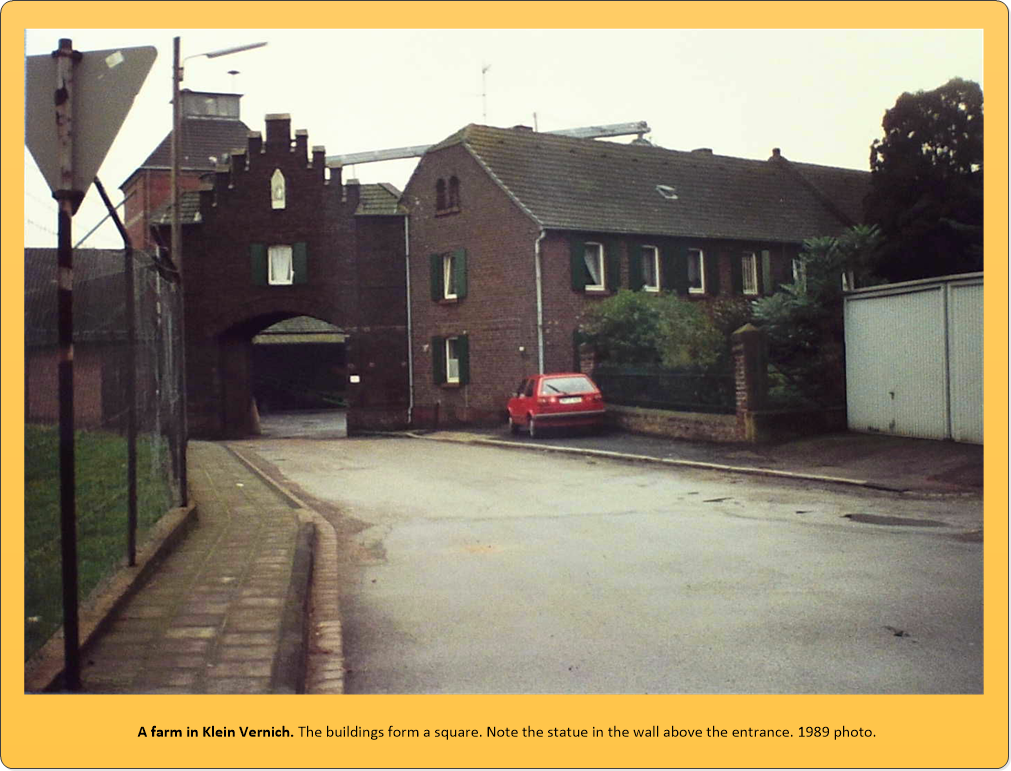 A farm in Klein Vernich. The buildings form a square. Note the statue in the wall above the entrance. 1989 photo.